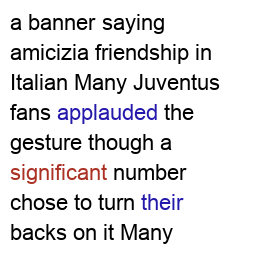 a banner saying
amicizia friendship in
Italian Many Juventus
fans applauded the
gesture though a
significant number
chose to turn their
backs on it Many